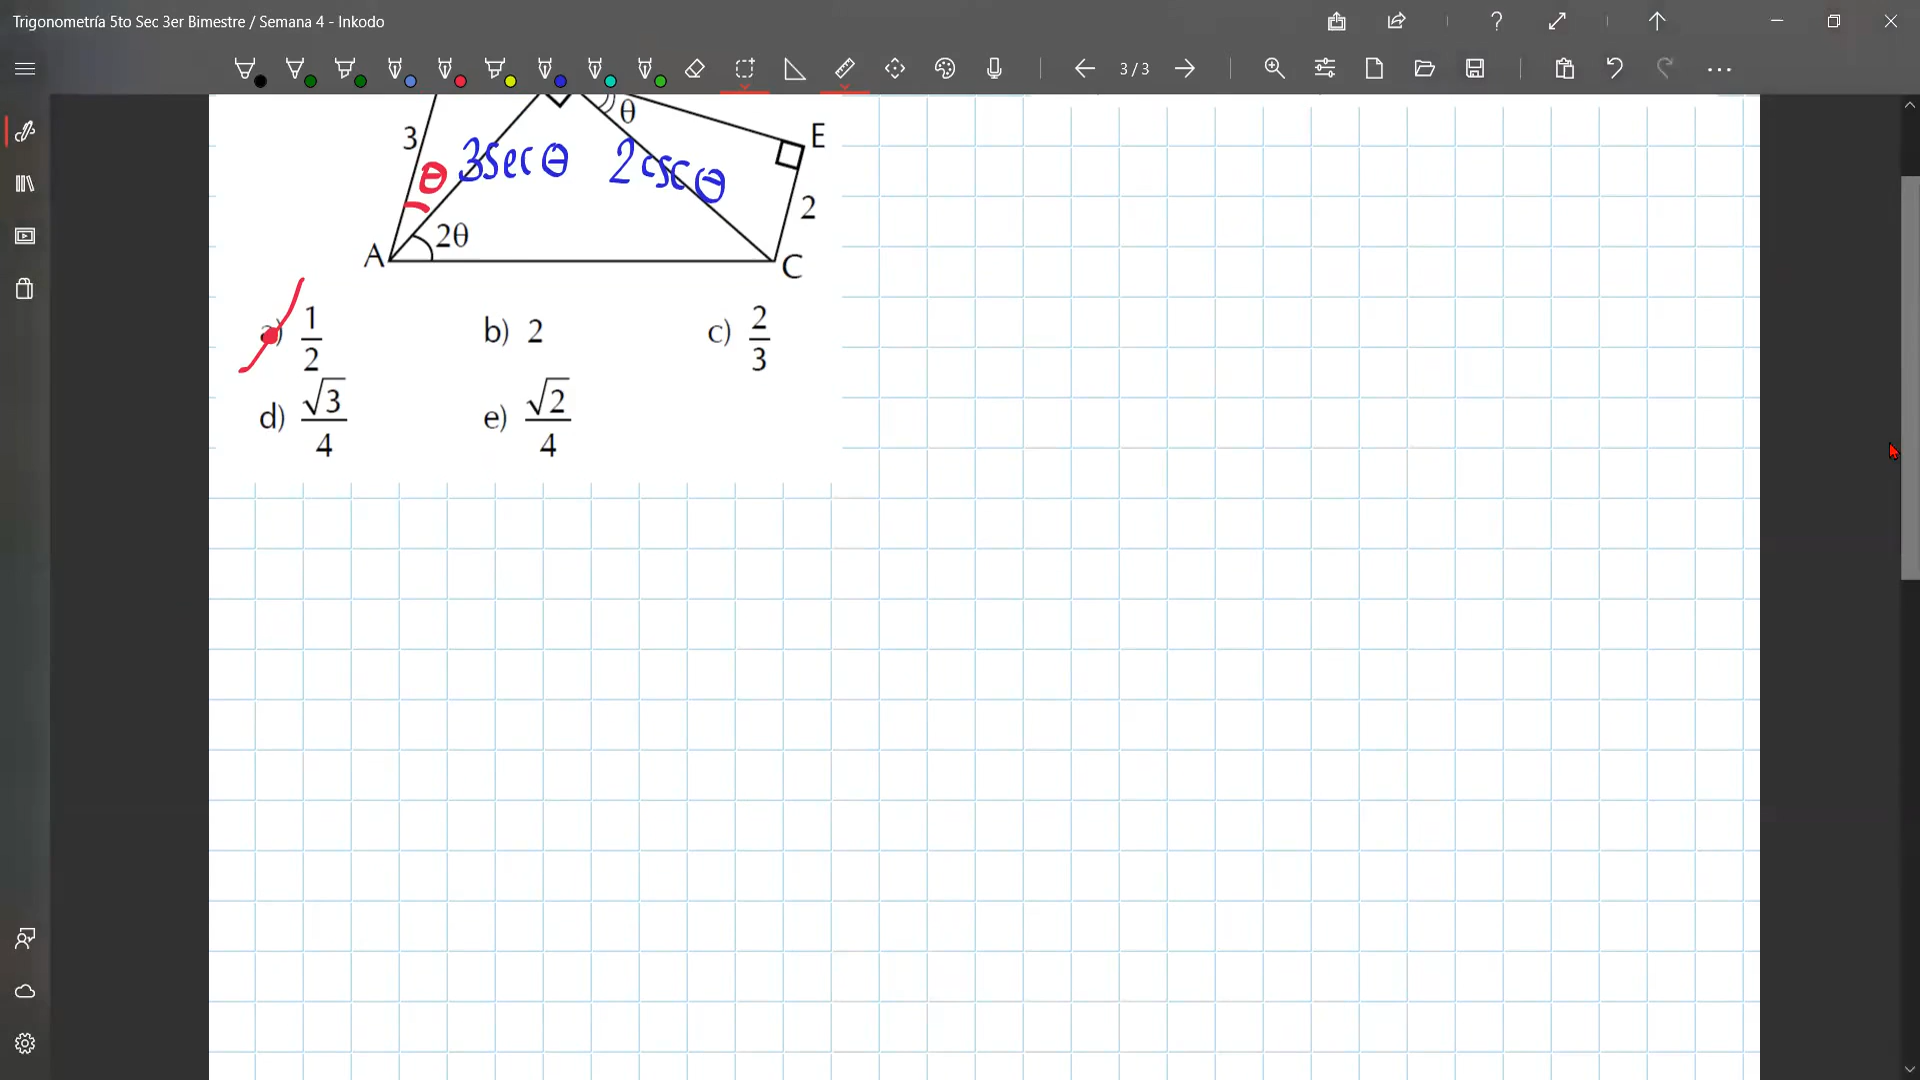 Trigonometría 5to Sec 3er Bimestre / Semana 4 - Inkodo
3 / 3
θ
E
3
θ 3secθ 2cscθ
2
2θ
A
C
a) 1/2 b) 2 c) 2/3
d) √3/4 e) √2/4